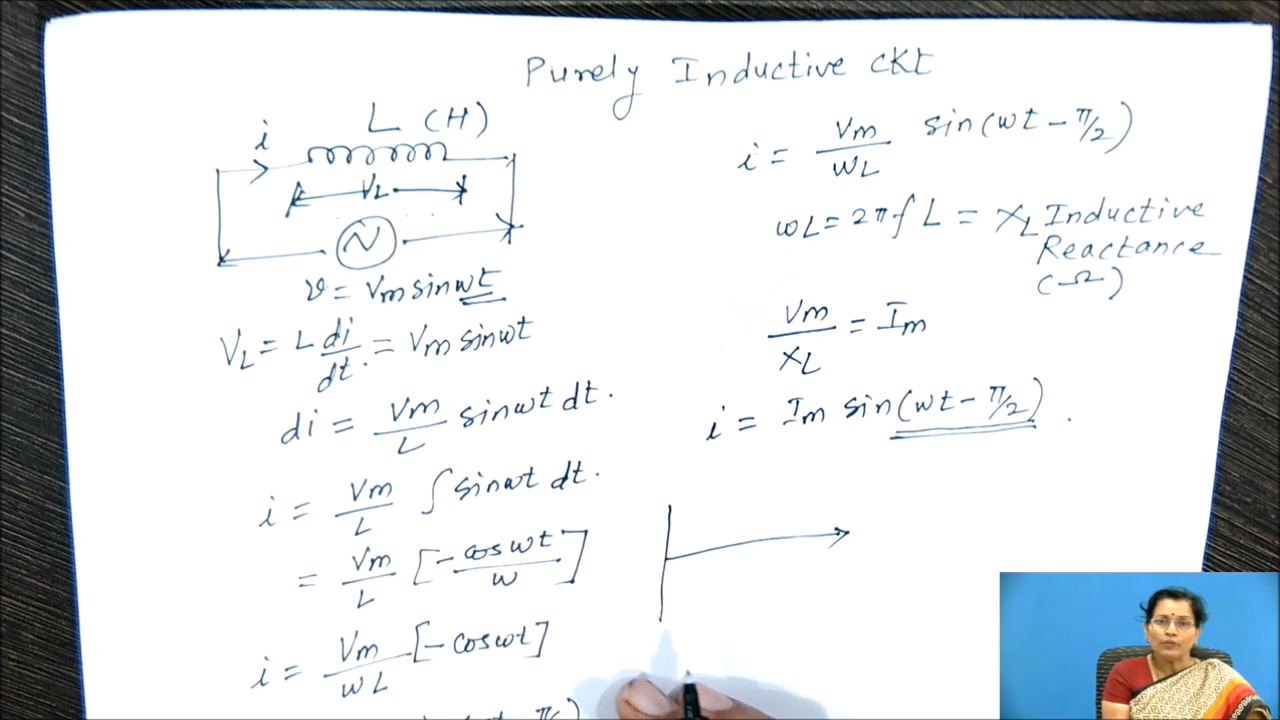 Purely Inductive CKt
L (H)
i
VL
v = Vm sinωt
VL = L di/dt. = Vm sinωt
di = Vm/L sinωt dt.
i = Vm/L ∫ sinωt dt.
= Vm/L [-cosωt/ω]
i = Vm/ωL [-cosωt]
i = Vm/ωL sin(ωt - π/2)
ωL = 2πfL = XL Inductive
Reactance
(Ω)
Vm/XL = Im
i = Im sin(ωt - π/2).